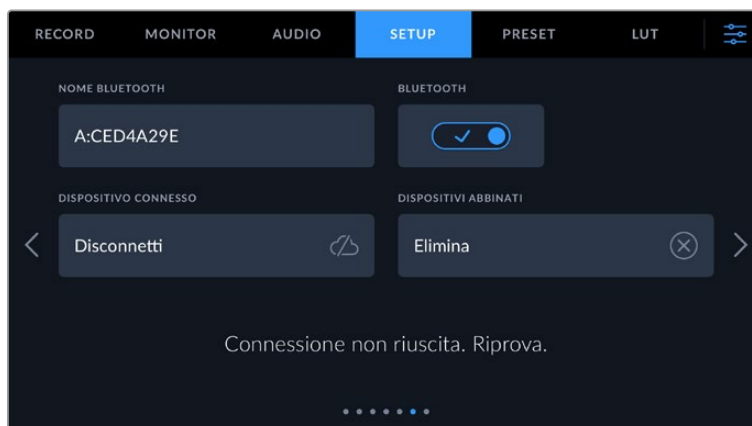 RECORD MONITOR AUDIO SETUP PRESET LUT
NOME BLUETOOTH BLUETOOTH
A:CED4A29E
DISPOSITIVO CONNESSO DISPOSITIVI ABBINATI
Disconnetti Elimina
Connessione non riuscita. Riprova.